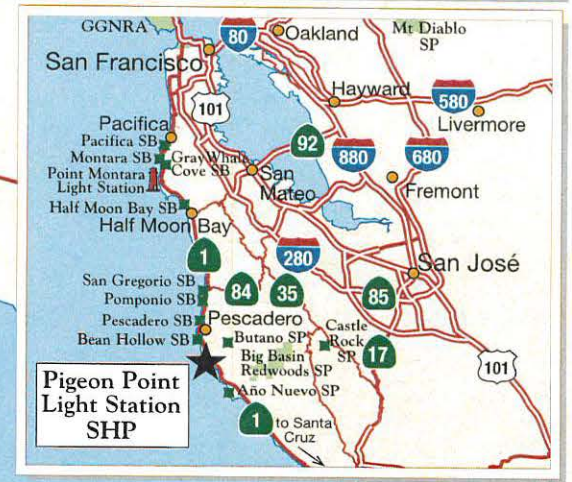 GGNRA
80
Oakland
Mt Diablo
SP
San Francisco
101
Hayward
580
Livermore
Pacifica
Pacifica SB
92
Montara SB
Gray Whale
Cove SB
880
680
Point Montara
Light Station
San
Mateo
Fremont
Half Moon Bay SB
Half Moon Bay
1
280
San José
San Gregorio SB
84
35
85
Pomponio SB
Pescadero SB
Pescadero
Castle
Rock
SP
Bean Hollow SB
Butano SP
17
Big Basin
Redwoods SP
101
Pigeon Point
Light Station
SHP
Año Nuevo SP
1
to Santa
Cruz